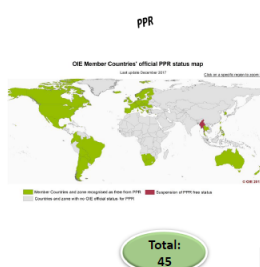 PPR
OIE Member Countries' official PPR status map
Last update December 2017
Click on a specific region to zoom
Member Countries and zone recognised as free from PPR
Suspension of PPR free status
Countries and zone with no OIE official status for PPR
© OIE 201
Total:
45